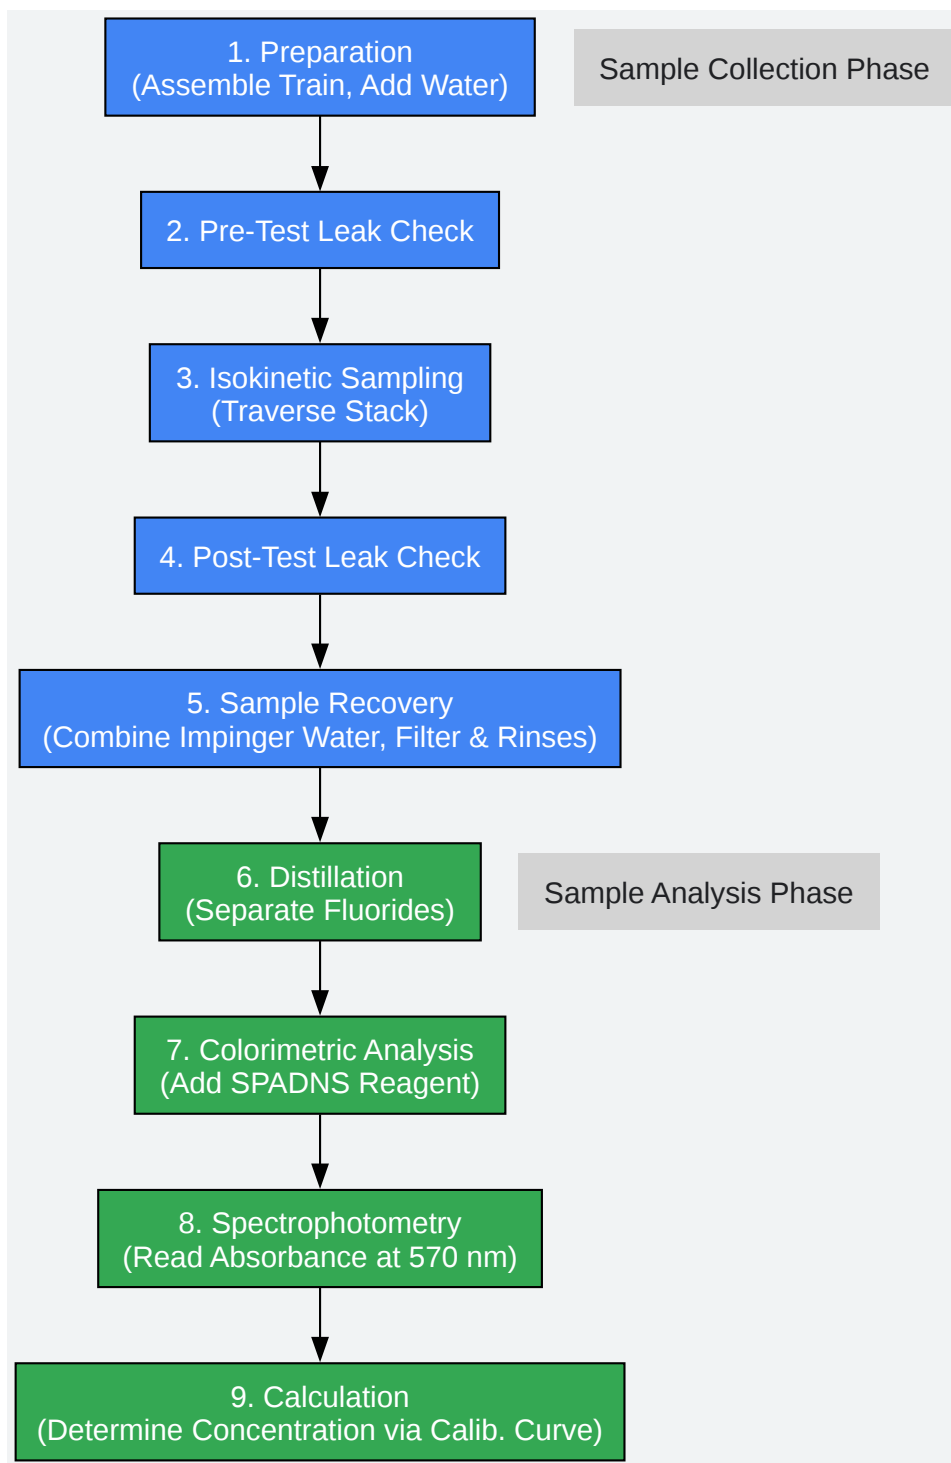 1. Preparation
(Assemble Train, Add Water)
Sample Collection Phase
2. Pre-Test Leak Check
3. Isokinetic Sampling
(Traverse Stack)
4. Post-Test Leak Check
5. Sample Recovery
(Combine Impinger Water, Filter & Rinses)
6. Distillation
(Separate Fluorides)
Sample Analysis Phase
7. Colorimetric Analysis
(Add SPADNS Reagent)
8. Spectrophotometry
(Read Absorbance at 570 nm)
9. Calculation
(Determine Concentration via Calib. Curve)